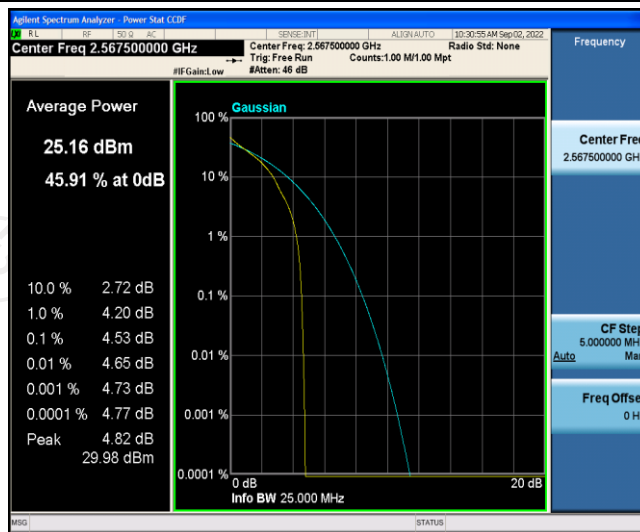 Agilent Spectrum Analyzer - Power Stat CCDF
RL RF 50 Ω AC SENSE:INT ALIGN AUTO 10:30:55 AM Sep 02, 2022
Center Freq 2.567500000 GHz
Center Freq: 2.567500000 GHz Radio Std: None
Trig: Free Run Counts:1.00 M/1.00 Mpt
#IFGain:Low #Atten: 46 dB
Frequency
Average Power
25.16 dBm
45.91 % at 0dB
10.0 % 2.72 dB
1.0 % 4.20 dB
0.1 % 4.53 dB
0.01 % 4.65 dB
0.001 % 4.73 dB
0.0001 % 4.77 dB
Peak 4.82 dB
29.98 dBm
Gaussian
100 %
10 %
1 %
0.1 %
0.01 %
0.001 %
0.0001 %
0 dB 20 dB
Info BW 25.000 MHz
Center Freq
2.567500000 GH
CF Step
5.000000 MH
Auto Ma
Freq Offse
0 H
MSG STATUS